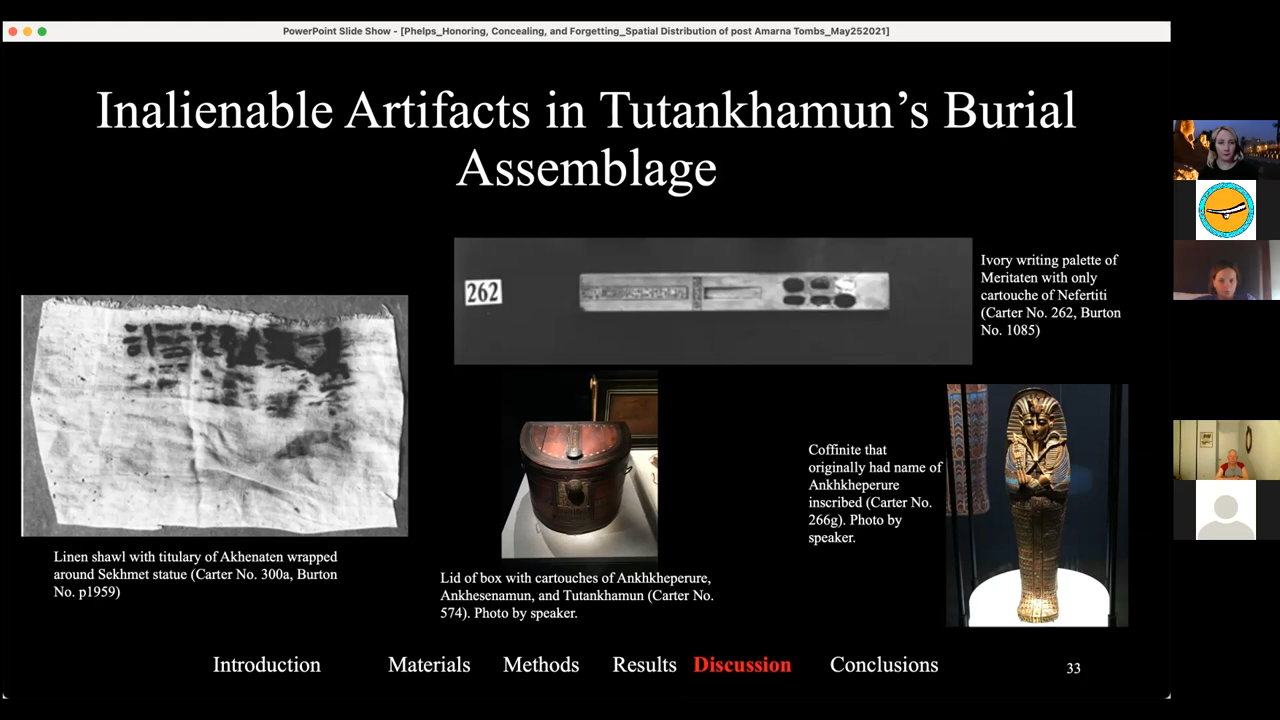 PowerPoint Slide Show - [Phelps_Honoring, Concealing, and Forgetting_Spatial Distribution of post Amarna Tombs_May252021]
Inalienable Artifacts in Tutankhamun's Burial
Assemblage
262
Ivory writing palette of
Meritaten with only
cartouche of Nefertiti
(Carter No. 262, Burton
No. 1085)
Linen shawl with titulary of Akhenaten wrapped
around Sekhmet statue (Carter No. 300a, Burton
No. p1959)
Lid of box with cartouches of Ankhkheperure,
Ankhesenamun, and Tutankhamun (Carter No.
574). Photo by speaker.
Coffinite that
originally had name of
Ankhkheperure
inscribed (Carter No.
266g). Photo by
speaker.
Introduction Materials Methods Results Discussion Conclusions 33